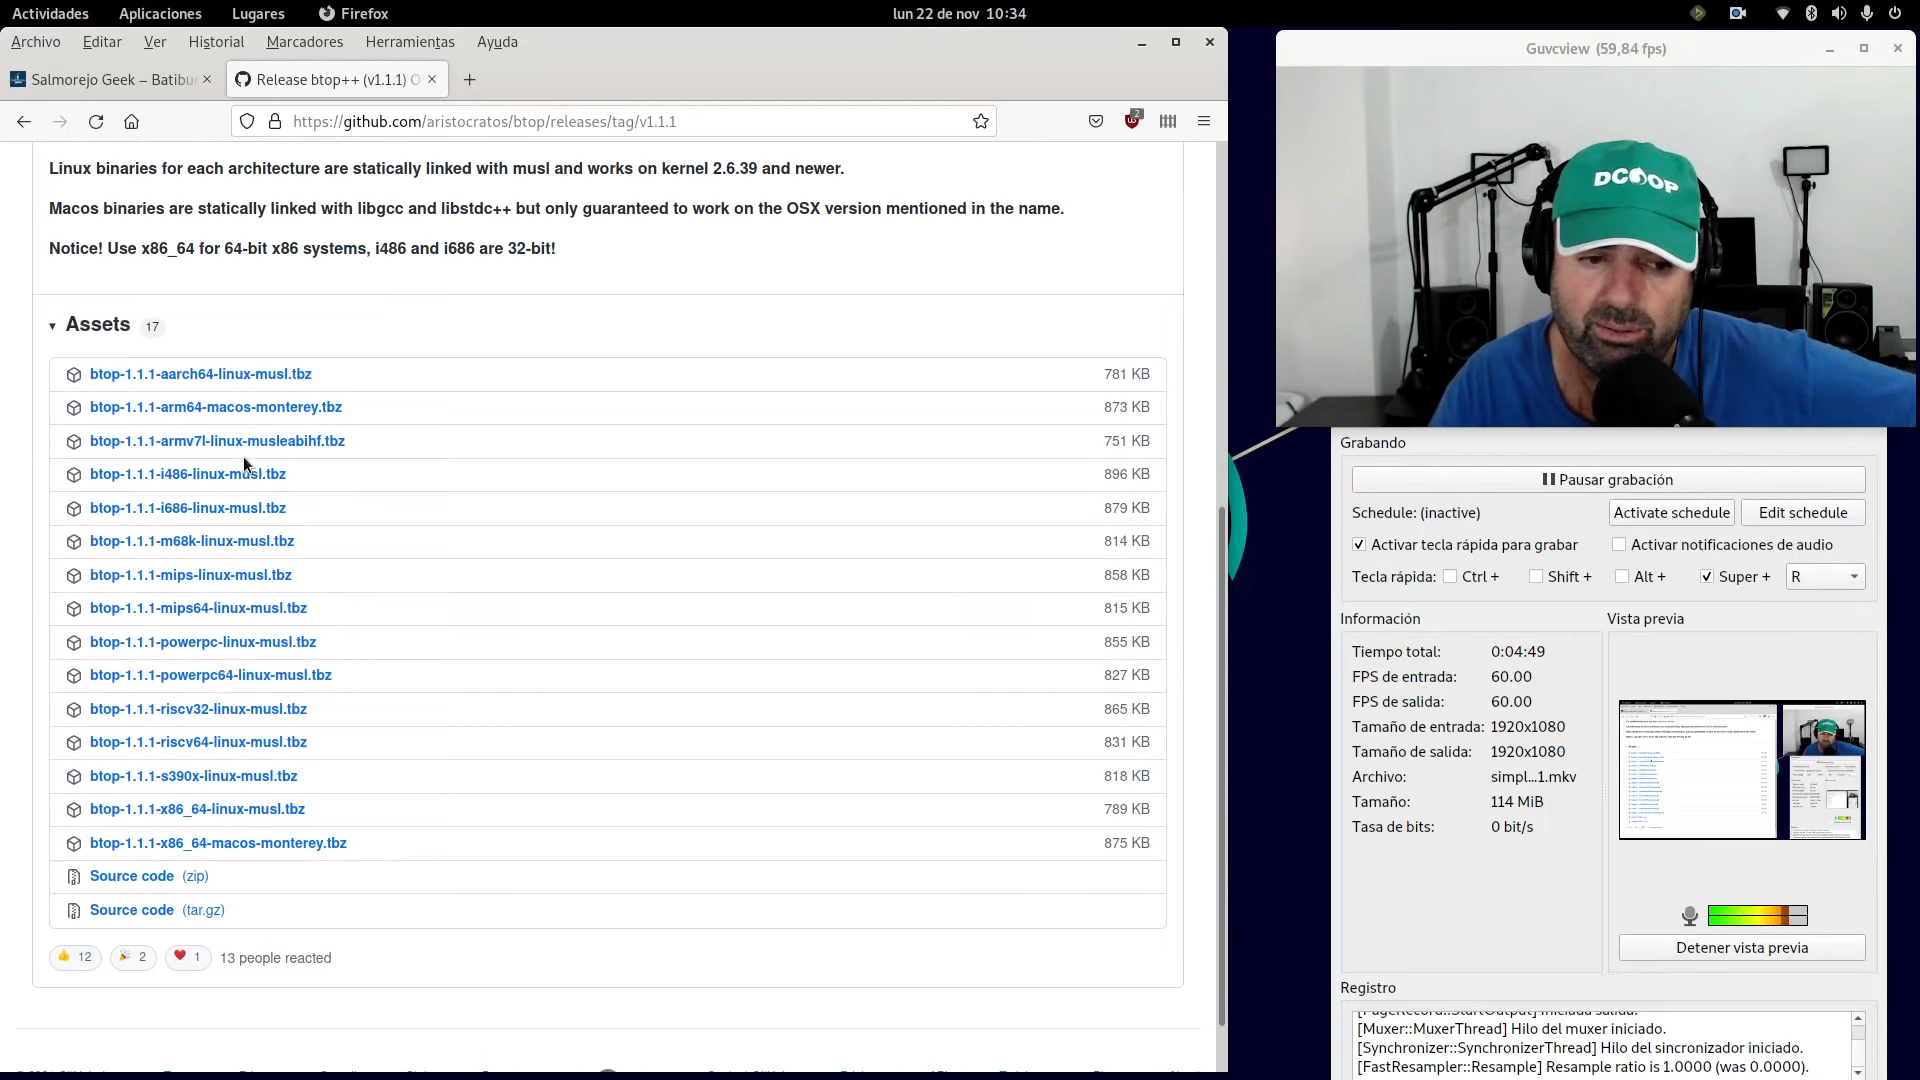 Actividades Aplicaciones Lugares Firefox lun 22 de nov 10:34
Archivo Editar Ver Historial Marcadores Herramientas Ayuda
Salmorejo Geek – Batibur
Release btop++ (v1.1.1)
https://github.com/aristocratos/btop/releases/tag/v1.1.1
2
Linux binaries for each architecture are statically linked with musl and works on kernel 2.6.39 and newer.
Macos binaries are statically linked with libgcc and libstdc++ but only guaranteed to work on the OSX version mentioned in the name.
Notice! Use x86_64 for 64-bit x86 systems, i486 and i686 are 32-bit!
Assets 17
btop-1.1.1-aarch64-linux-musl.tbz 781 KB
btop-1.1.1-arm64-macos-monterey.tbz 873 KB
btop-1.1.1-armv7l-linux-musleabihf.tbz 751 KB
btop-1.1.1-i486-linux-musl.tbz 896 KB
btop-1.1.1-i686-linux-musl.tbz 879 KB
btop-1.1.1-m68k-linux-musl.tbz 814 KB
btop-1.1.1-mips-linux-musl.tbz 858 KB
btop-1.1.1-mips64-linux-musl.tbz 815 KB
btop-1.1.1-powerpc-linux-musl.tbz 855 KB
btop-1.1.1-powerpc64-linux-musl.tbz 827 KB
btop-1.1.1-riscv32-linux-musl.tbz 865 KB
btop-1.1.1-riscv64-linux-musl.tbz 831 KB
btop-1.1.1-s390x-linux-musl.tbz 818 KB
btop-1.1.1-x86_64-linux-musl.tbz 789 KB
btop-1.1.1-x86_64-macos-monterey.tbz 875 KB
Source code (zip)
Source code (tar.gz)
12 2 1 13 people reacted
Guvcview (59,84 fps)
DCOOP
Grabando
Pausar grabación
Schedule: (inactive) Activate schedule Edit schedule
Activar tecla rápida para grabar Activar notificaciones de audio
Tecla rápida: Ctrl + Shift + Alt + Super + R
Información Vista previa
Tiempo total: 0:04:49
FPS de entrada: 60.00
FPS de salida: 60.00
Tamaño de entrada: 1920x1080
Tamaño de salida: 1920x1080
Archivo: simpl...1.mkv
Tamaño: 114 MiB
Tasa de bits: 0 bit/s
Detener vista previa
Registro
[PageRecord::StartOutput] Iniciada salida.
[Muxer::MuxerThread] Hilo del muxer iniciado.
[Synchronizer::SynchronizerThread] Hilo del sincronizador iniciado.
[FastResampler::Resample] Resample ratio is 1.0000 (was 0.0000).